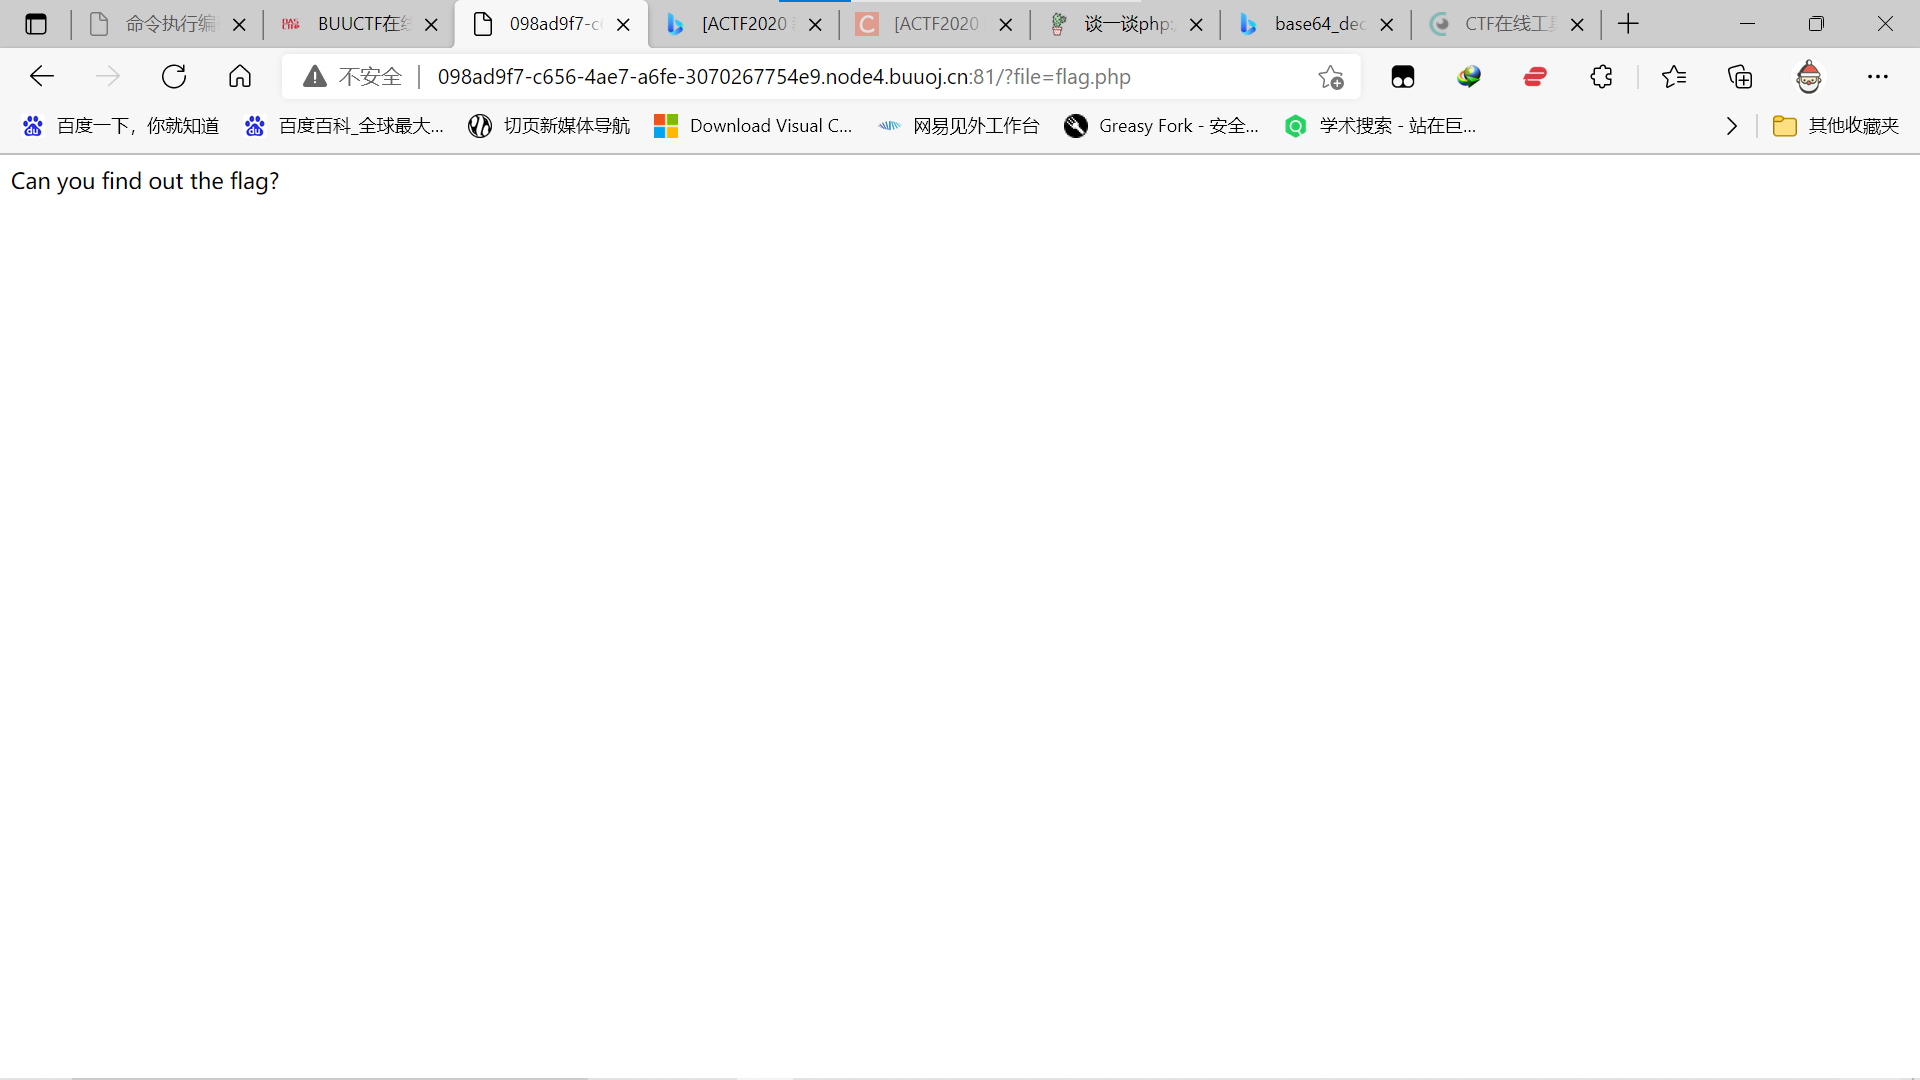 命令执行编
BUUCTF在线
098ad9f7-c6
[ACTF2020
[ACTF2020
谈一谈php:
base64_dec
CTF在线工具
不安全
098ad9f7-c656-4ae7-a6fe-3070267754e9.node4.buuoj.cn:81/?file=flag.php
百度一下，你就知道
百度百科_全球最大...
切页新媒体导航
Download Visual C...
网易见外工作台
Greasy Fork - 安全...
学术搜索 - 站在巨...
其他收藏夹
Can you find out the flag?